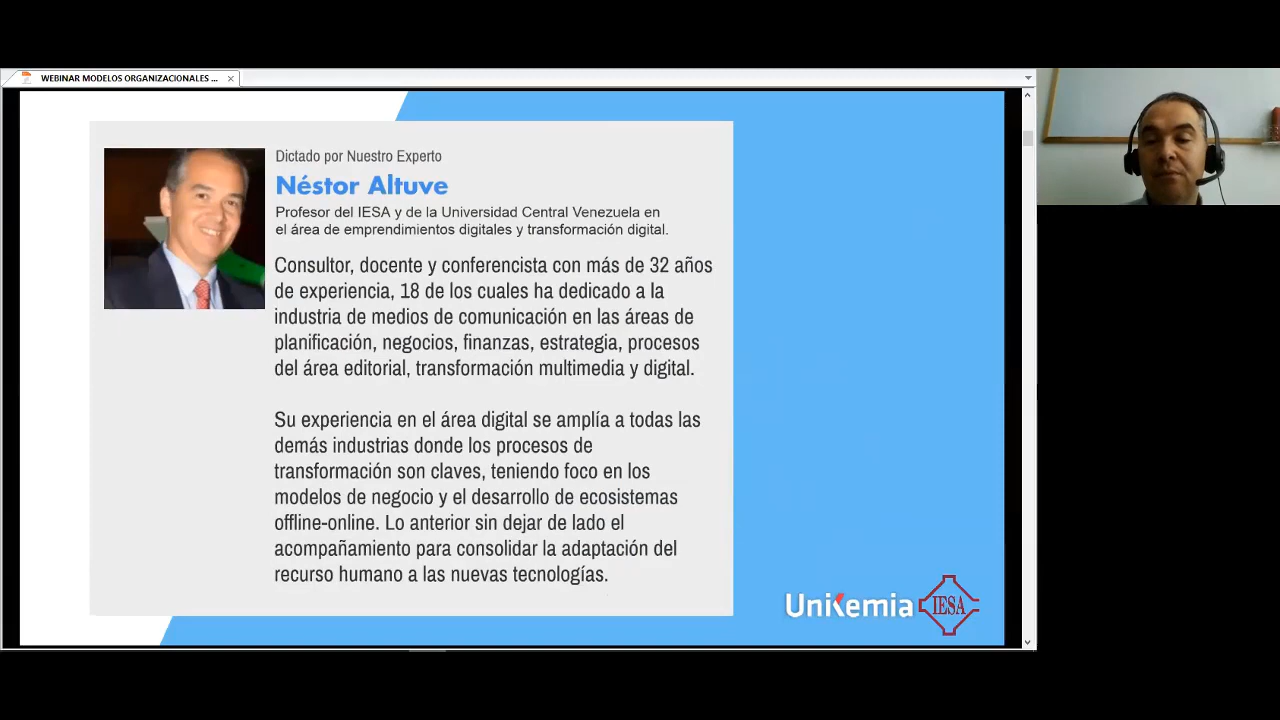 WEBINAR MODELOS ORGANIZACIONALES ...
Dictado por Nuestro Experto
Néstor Altuve
Profesor del IESA y de la Universidad Central Venezuela en
el área de emprendimientos digitales y transformación digital.
Consultor, docente y conferencista con más de 32 años
de experiencia, 18 de los cuales ha dedicado a la
industria de medios de comunicación en las áreas de
planificación, negocios, finanzas, estrategia, procesos
del área editorial, transformación multimedia y digital.
Su experiencia en el área digital se amplía a todas las
demás industrias donde los procesos de
transformación son claves, teniendo foco en los
modelos de negocio y el desarrollo de ecosistemas
offline-online. Lo anterior sin dejar de lado el
acompañamiento para consolidar la adaptación del
recurso humano a las nuevas tecnologías.
UniKemia
IESA